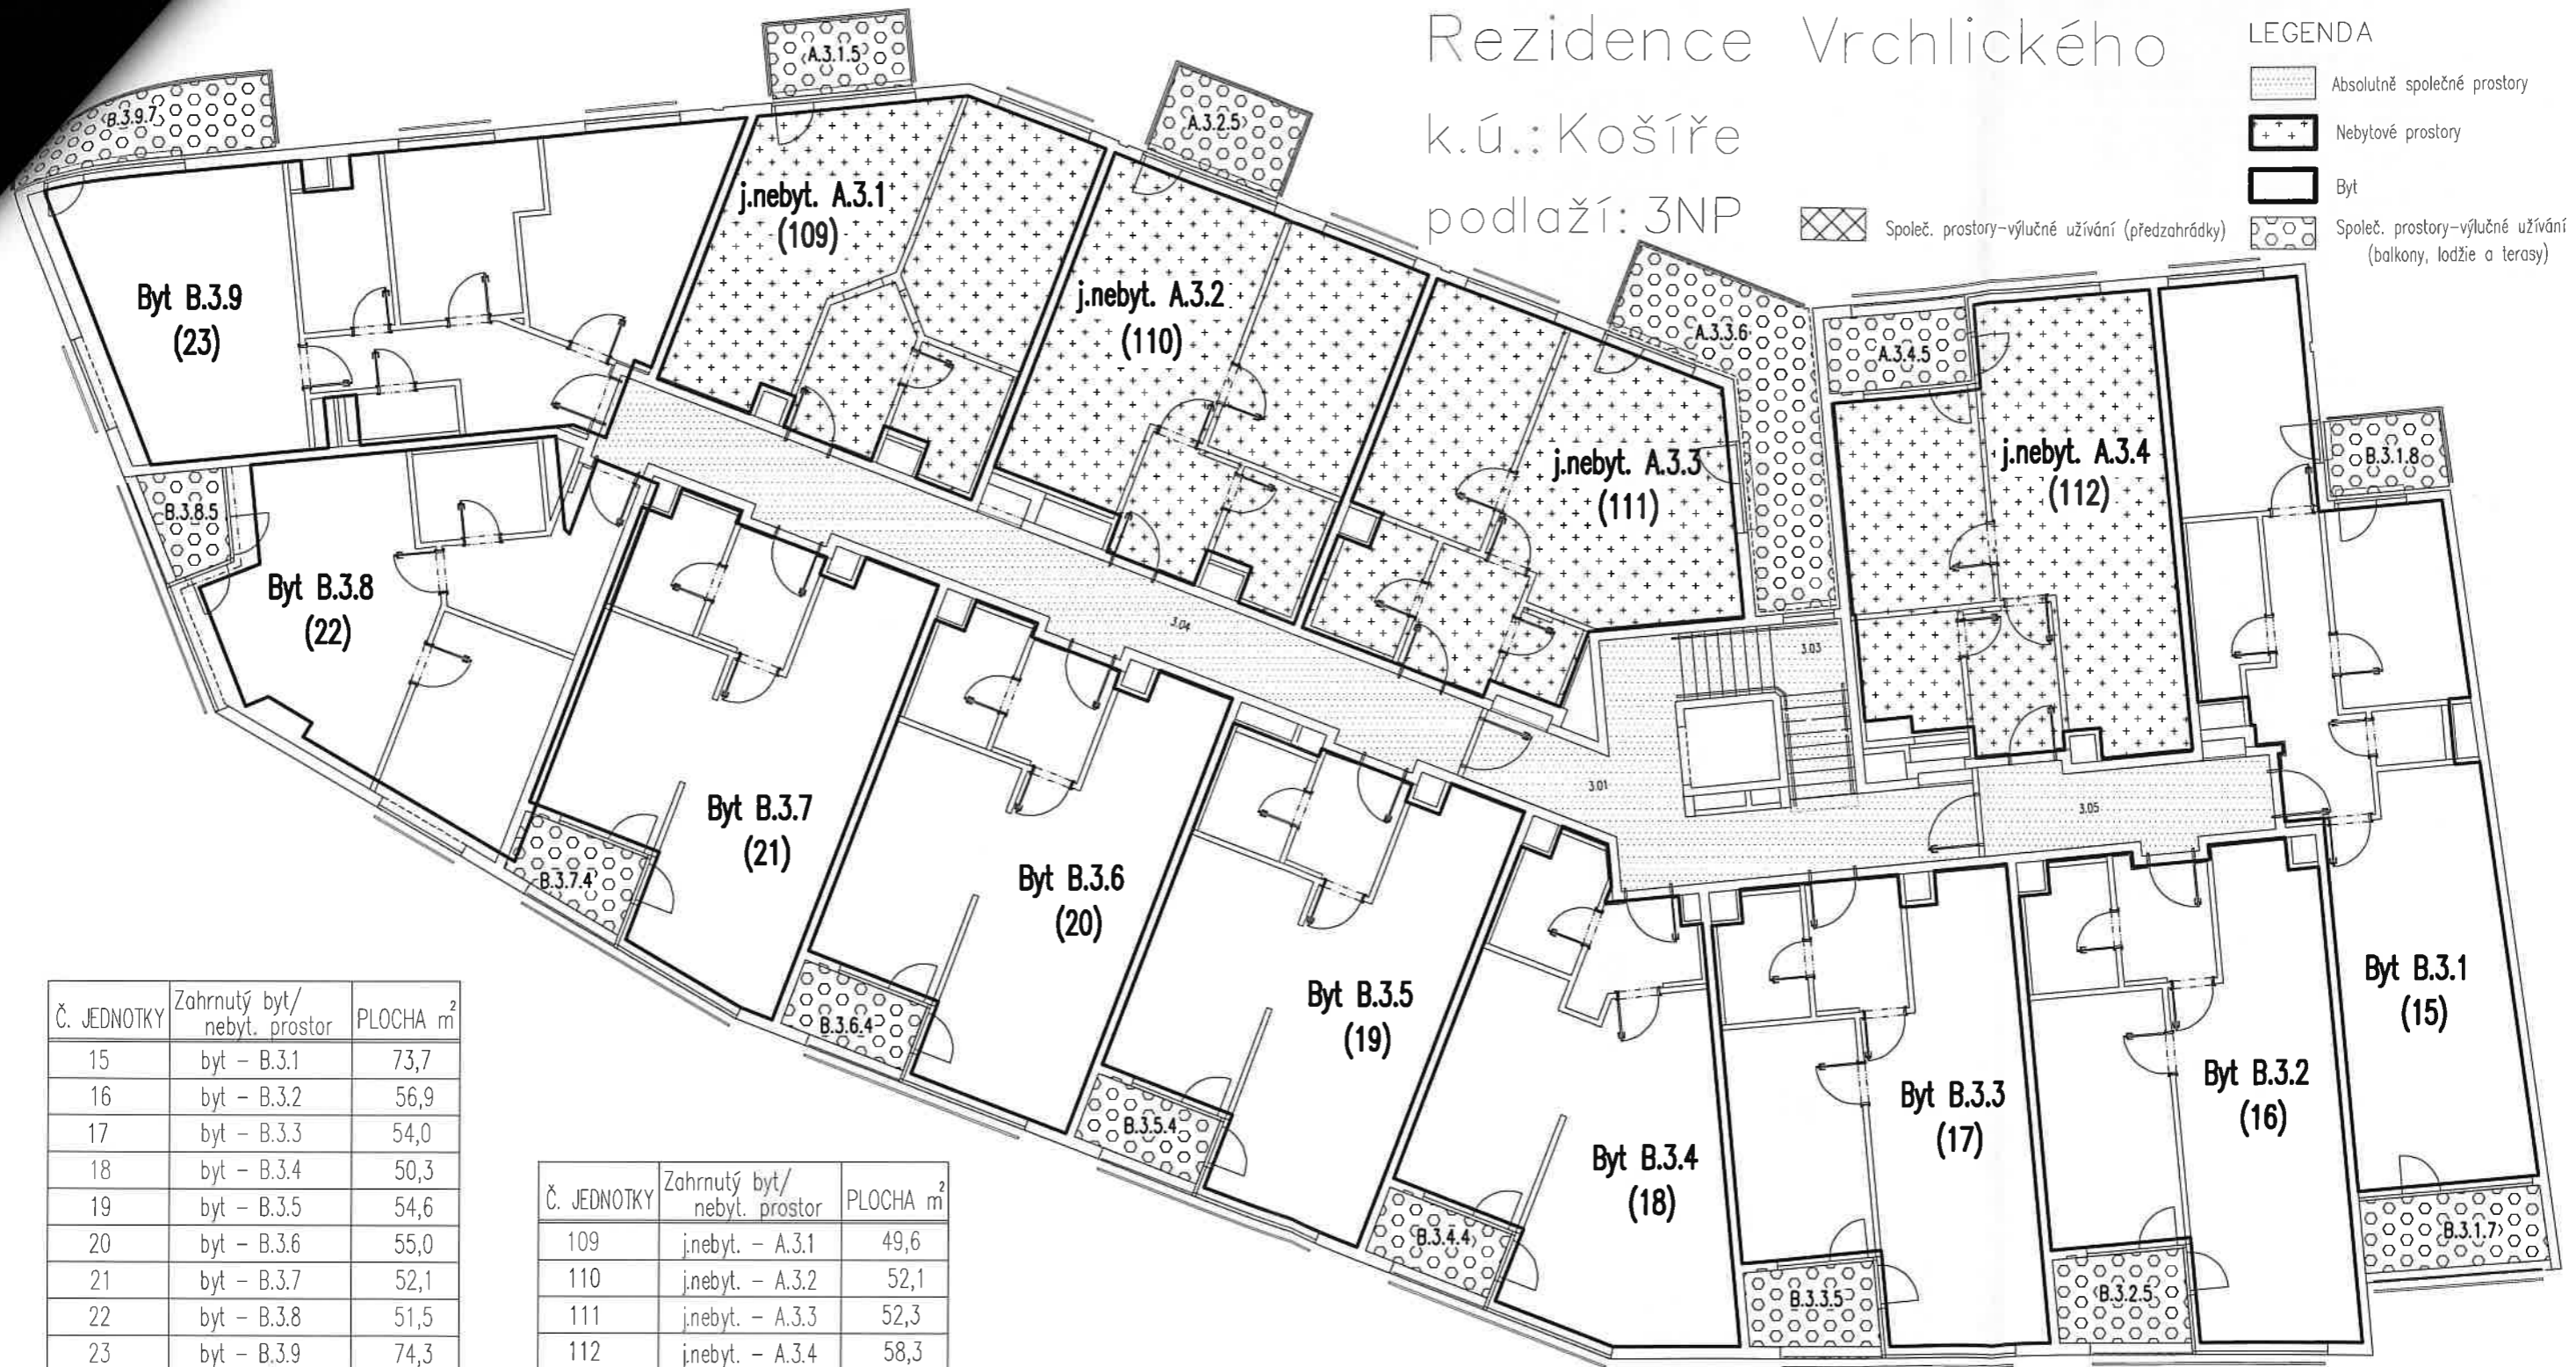 Rezidence Vrchlického
k.ú.: Košíře
podlaží: 3NP
LEGENDA
Absolutně společné prostory
Nebytové prostory
Byt
Společ. prostory-výlučné užívání (předzahrádky)
Společ. prostory-výlučné užívání
(balkony, lodžie a terasy)
B.3.9.7
A.3.1.5
A.3.2.5
A.3.3.6
A.3.4.5
B.3.1.8
B.3.8.5
Byt B.3.9
(23)
j.nebyt. A.3.1
(109)
j.nebyt. A.3.2
(110)
j.nebyt. A.3.3
(111)
j.nebyt. A.3.4
(112)
Byt B.3.8
(22)
3.04
3.03
3.01
3.05
Byt B.3.7
(21)
Byt B.3.6
(20)
Byt B.3.5
(19)
Byt B.3.4
(18)
Byt B.3.3
(17)
Byt B.3.2
(16)
Byt B.3.1
(15)
B.3.7.4
B.3.6.4
B.3.5.4
B.3.4.4
B.3.3.5
B.3.2.5
B.3.1.7
Č. JEDNOTKY Zahrnutý byt/ nebyt. prostor PLOCHA m²
15 byt – B.3.1 73,7
16 byt – B.3.2 56,9
17 byt – B.3.3 54,0
18 byt – B.3.4 50,3
19 byt – B.3.5 54,6
20 byt – B.3.6 55,0
21 byt – B.3.7 52,1
22 byt – B.3.8 51,5
23 byt – B.3.9 74,3
Č. JEDNOTKY Zahrnutý byt/ nebyt. prostor PLOCHA m²
109 j.nebyt. – A.3.1 49,6
110 j.nebyt. – A.3.2 52,1
111 j.nebyt. – A.3.3 52,3
112 j.nebyt. – A.3.4 58,3